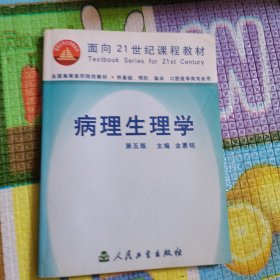 面向21世纪课程教材
Textbook Series for 21st Century
全国高等医药院校教材 · 供基础、预防、临床、口腔医学类专业用
病理生理学
第五版 主编 金惠铭
人民卫生出版社